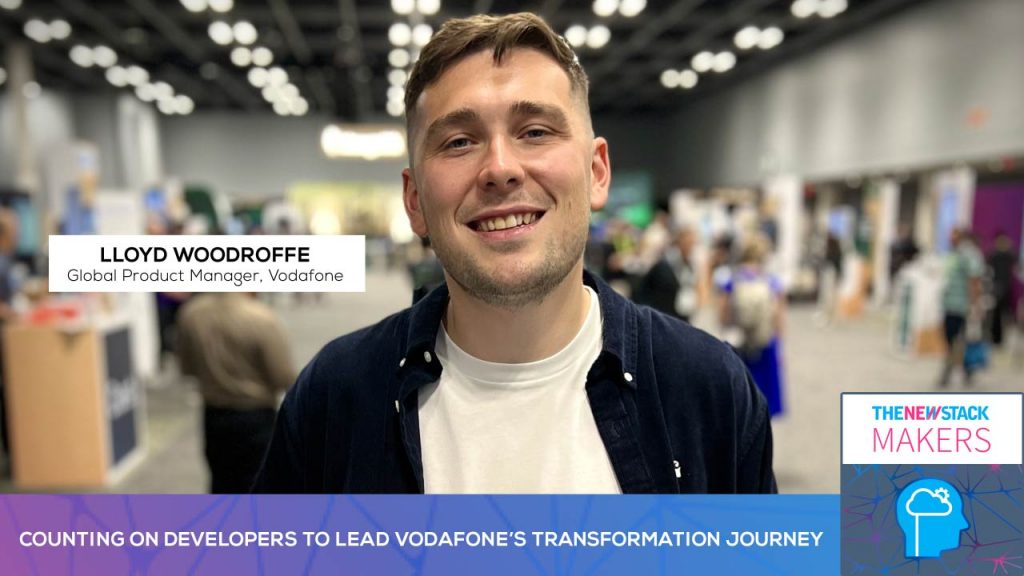 LLOYD WOODROFFE
Global Product Manager, Vodafone
THENEWSTACK
MAKERS
COUNTING ON DEVELOPERS TO LEAD VODAFONE'S TRANSFORMATION JOURNEY